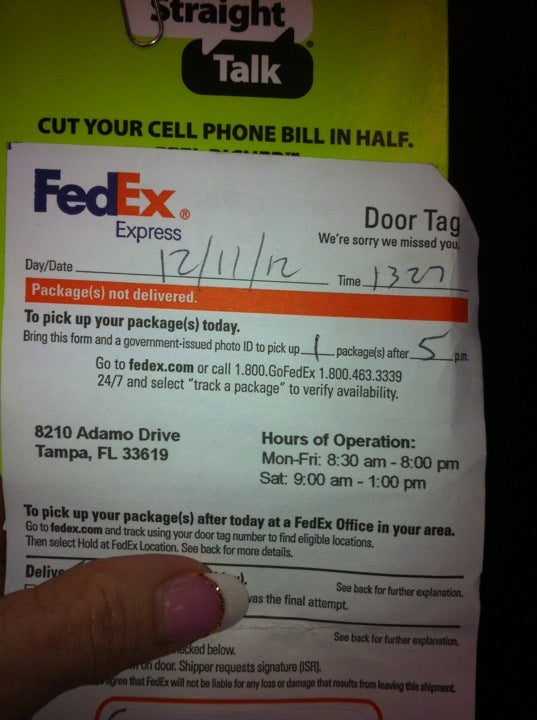 Straight
Talk
CUT YOUR CELL PHONE BILL IN HALF.
FedEx®
Express
Door Tag
We're sorry we missed you.
Day/Date 12/11/12 Time 1327
Package(s) not delivered.
To pick up your package(s) today.
Bring this form and a government-issued photo ID to pick up 1 package(s) after 5 p.m.
Go to fedex.com or call 1.800.GoFedEx 1.800.463.3339
24/7 and select "track a package" to verify availability.
8210 Adamo Drive
Tampa, FL 33619
Hours of Operation:
Mon-Fri: 8:30 am - 8:00 pm
Sat: 9:00 am - 1:00 pm
To pick up your package(s) after today at a FedEx Office in your area.
Go to fedex.com and track using your door tag number to find eligible locations.
Then select Hold at FedEx Location. See back for more details.
See back for further explanation.
was the final attempt.
See back for further explanation.
below.
on door. Shipper requests signature (ISR).
agree that FedEx will not be liable for any loss or damage that results from leaving this shipment.